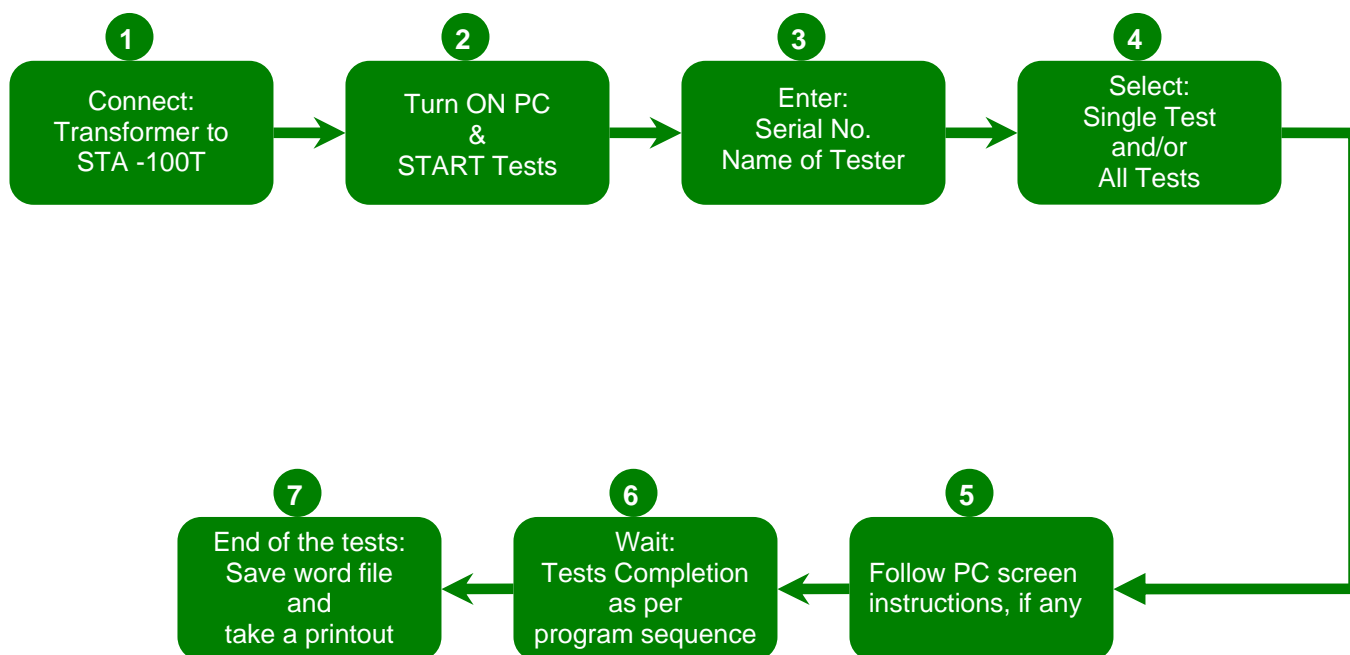 1
Connect:
Transformer to
STA -100T
2
Turn ON PC
&
START Tests
3
Enter:
Serial No.
Name of Tester
4
Select:
Single Test
and/or
All Tests
5
Follow PC screen
instructions, if any
6
Wait:
Tests Completion
as per
program sequence
7
End of the tests:
Save word file
and
take a printout